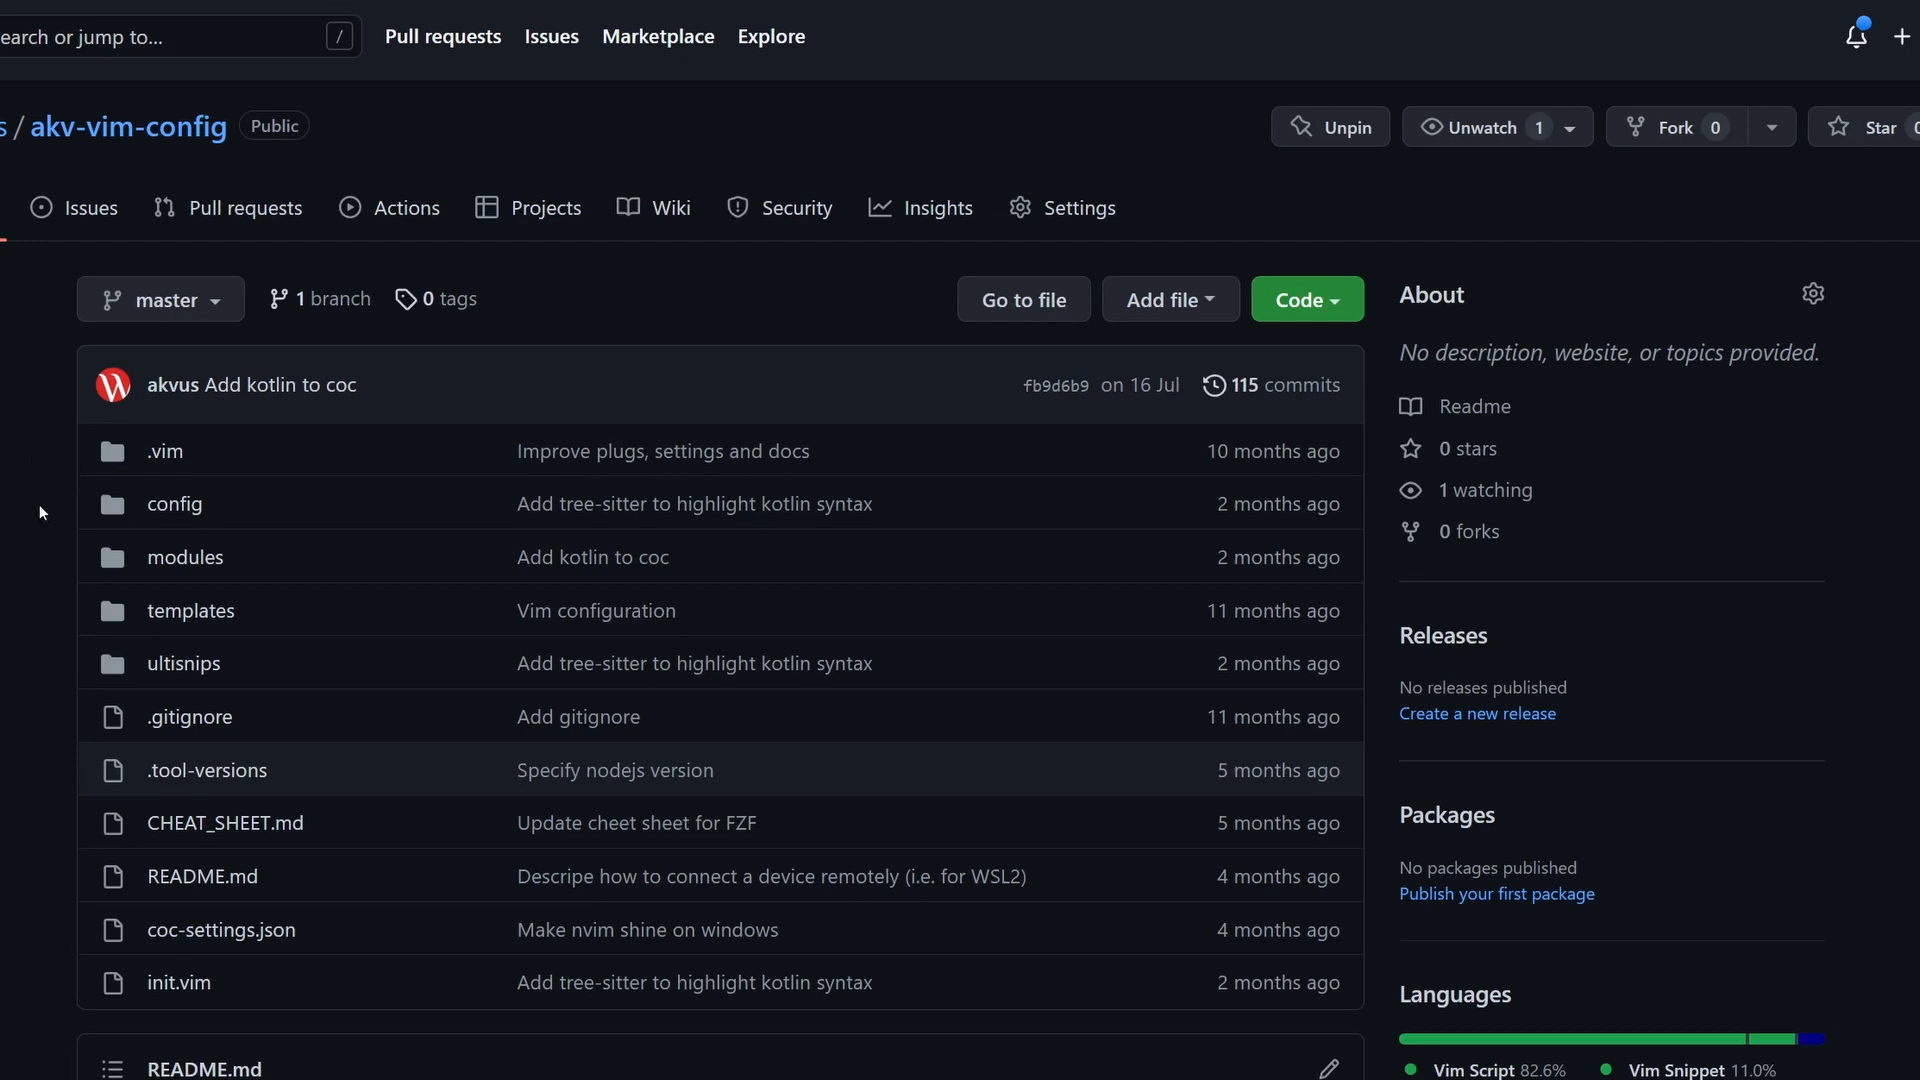 earch or jump to... / Pull requests Issues Marketplace Explore
s / akv-vim-config Public Unpin Unwatch 1 Fork 0 Star 0
Issues Pull requests Actions Projects Wiki Security Insights Settings
master 1 branch 0 tags Go to file Add file Code
akvus Add kotlin to coc fb9d6b9 on 16 Jul 115 commits
.vim Improve plugs, settings and docs 10 months ago
config Add tree-sitter to highlight kotlin syntax 2 months ago
modules Add kotlin to coc 2 months ago
templates Vim configuration 11 months ago
ultisnips Add tree-sitter to highlight kotlin syntax 2 months ago
.gitignore Add gitignore 11 months ago
.tool-versions Specify nodejs version 5 months ago
CHEAT_SHEET.md Update cheet sheet for FZF 5 months ago
README.md Descripe how to connect a device remotely (i.e. for WSL2) 4 months ago
coc-settings.json Make nvim shine on windows 4 months ago
init.vim Add tree-sitter to highlight kotlin syntax 2 months ago
README.md
About
No description, website, or topics provided.
Readme
0 stars
1 watching
0 forks
Releases
No releases published
Create a new release
Packages
No packages published
Publish your first package
Languages
Vim Script 82.6% Vim Snippet 11.0%